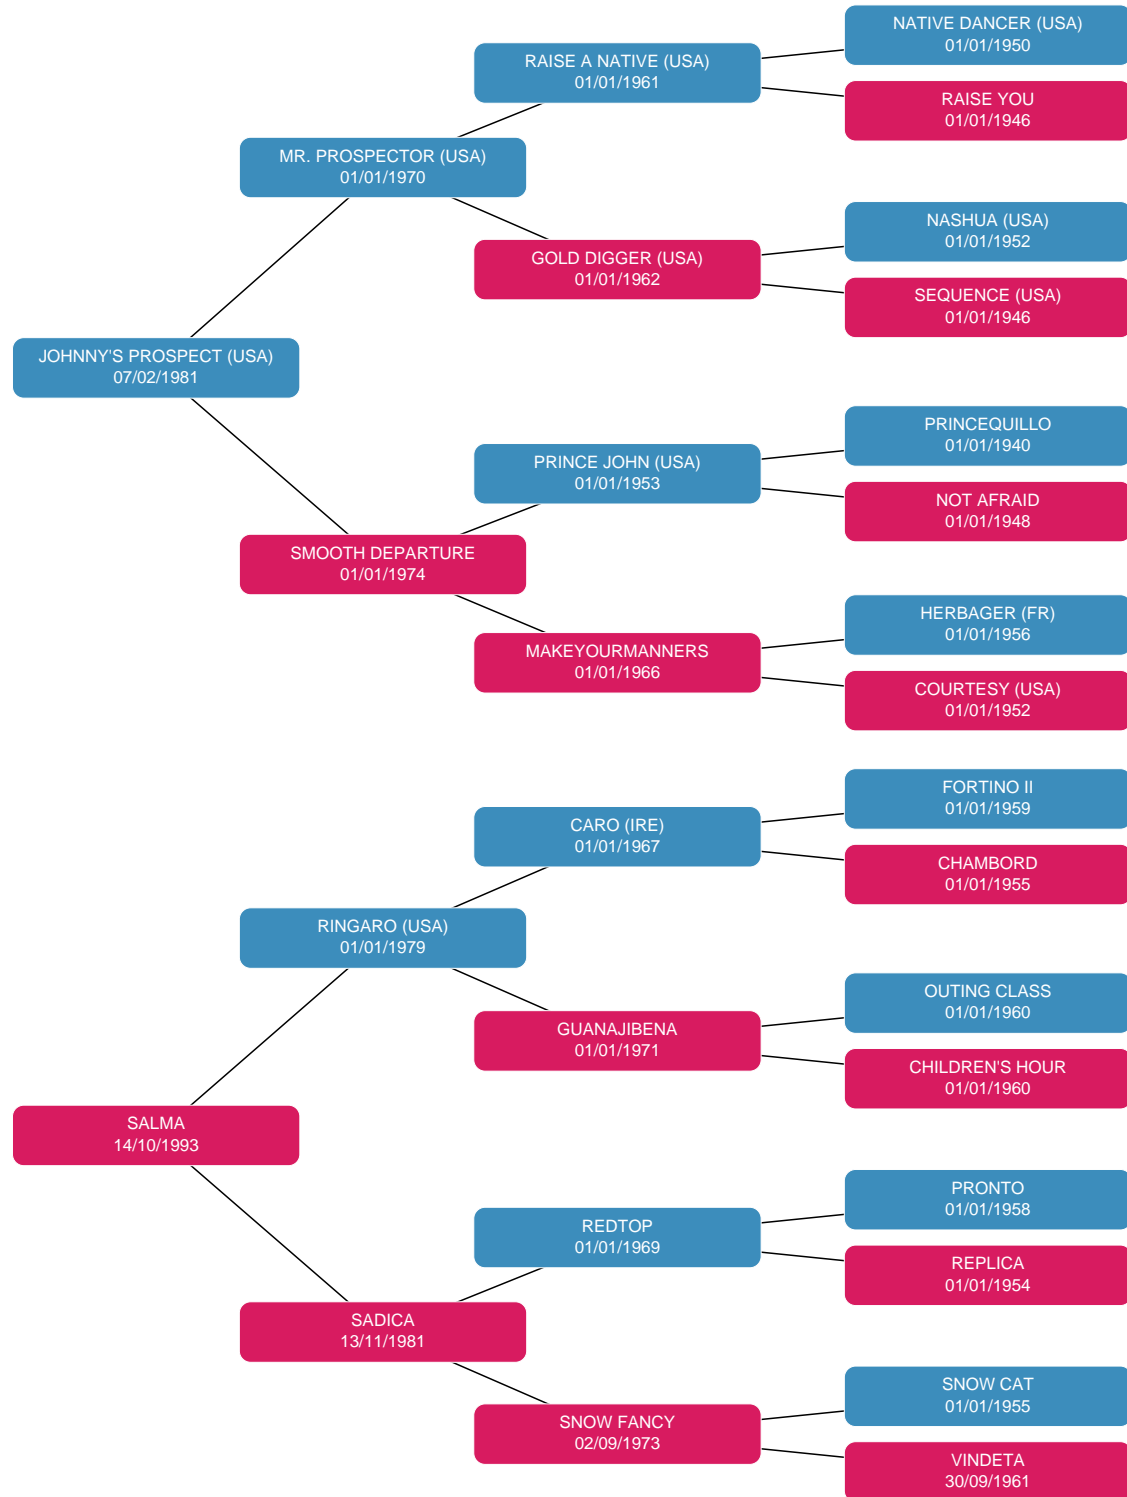 NATIVE DANCER (USA)
01/01/1950
RAISE A NATIVE (USA)
01/01/1961
RAISE YOU
01/01/1946
MR. PROSPECTOR (USA)
01/01/1970
NASHUA (USA)
01/01/1952
GOLD DIGGER (USA)
01/01/1962
SEQUENCE (USA)
01/01/1946
JOHNNY'S PROSPECT (USA)
07/02/1981
PRINCEQUILLO
01/01/1940
PRINCE JOHN (USA)
01/01/1953
NOT AFRAID
01/01/1948
SMOOTH DEPARTURE
01/01/1974
HERBAGER (FR)
01/01/1956
MAKEYOURMANNERS
01/01/1966
COURTESY (USA)
01/01/1952
FORTINO II
01/01/1959
CARO (IRE)
01/01/1967
CHAMBORD
01/01/1955
RINGARO (USA)
01/01/1979
OUTING CLASS
01/01/1960
GUANAJIBENA
01/01/1971
CHILDREN'S HOUR
01/01/1960
SALMA
14/10/1993
PRONTO
01/01/1958
REDTOP
01/01/1969
REPLICA
01/01/1954
SADICA
13/11/1981
SNOW CAT
01/01/1955
SNOW FANCY
02/09/1973
VINDETA
30/09/1961